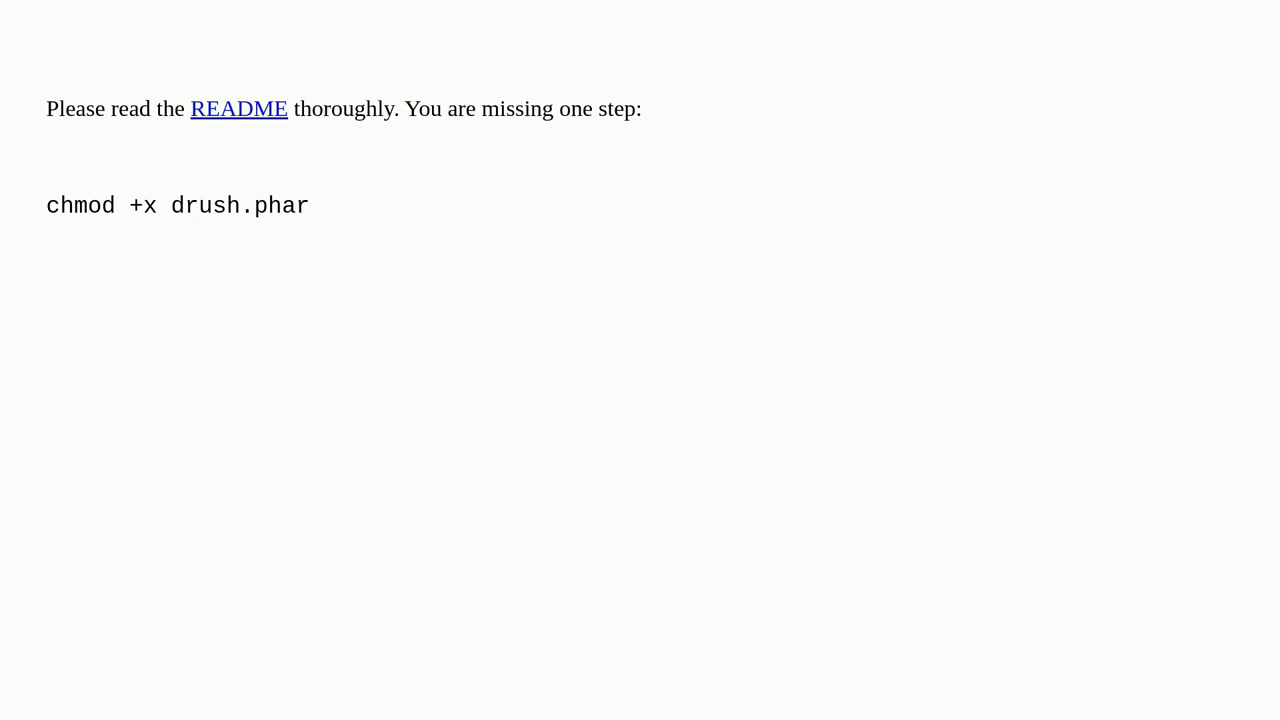 Please read the README thoroughly. You are missing one step:
chmod +x drush.phar